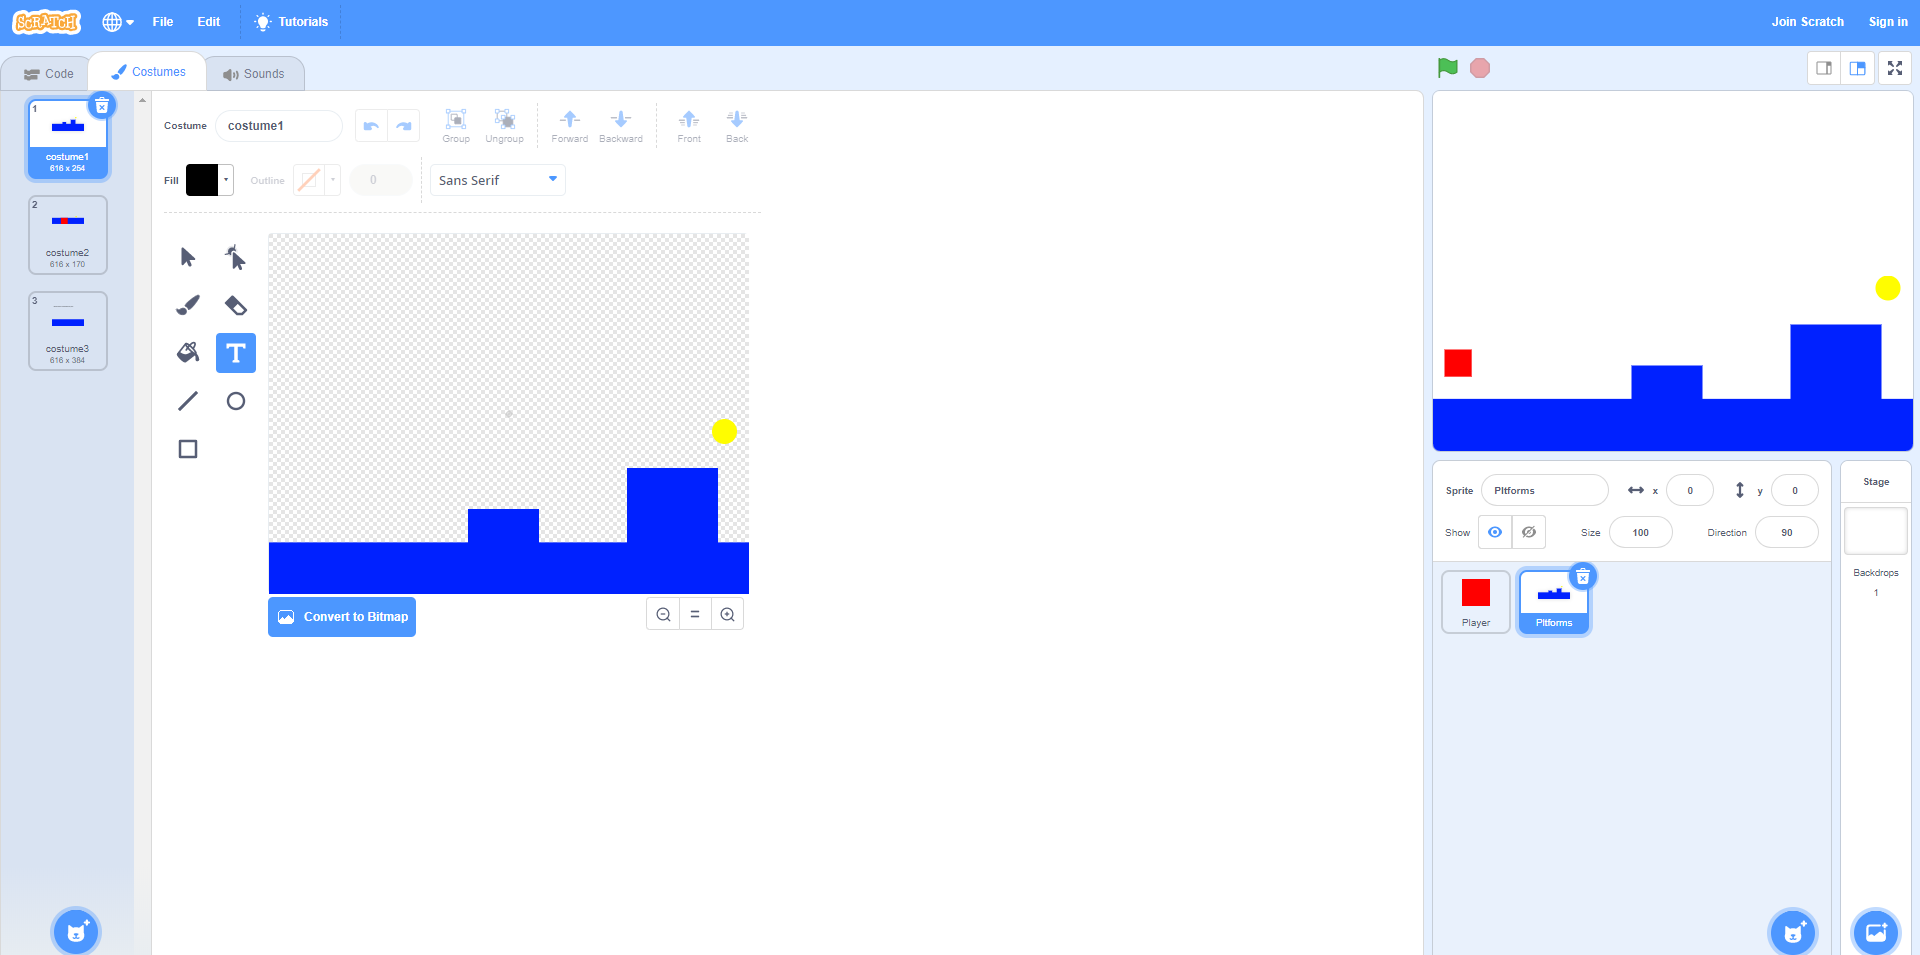 SCRATCH
File
Edit
Tutorials
Join Scratch
Sign in
Code
Costumes
Sounds
1
costume1
616 x 254
2
costume2
616 x 170
3
costume3
616 x 384
Costume
costume1
Group
Ungroup
Forward
Backward
Front
Back
Fill
Outline
0
Sans Serif
T
Convert to Bitmap
Sprite
Pltforms
x
0
y
0
Show
Size
100
Direction
90
Player
Pltforms
Stage
Backdrops
1